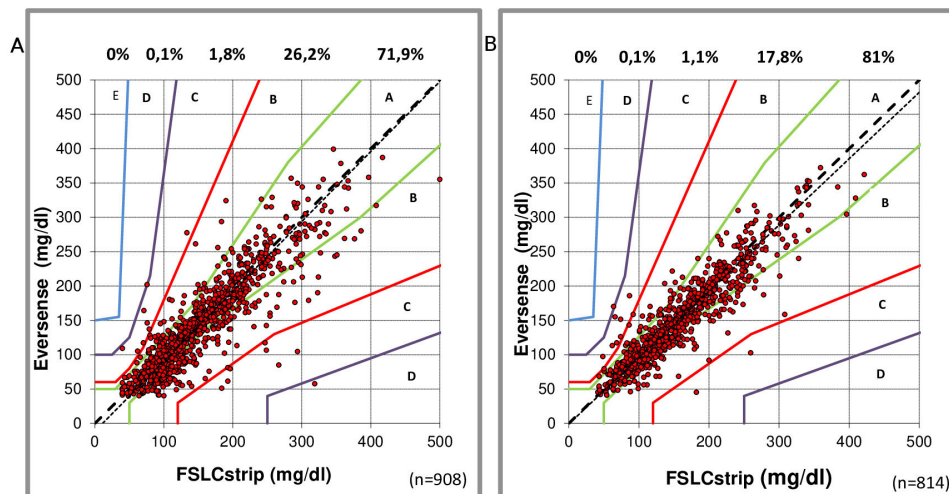 A
0% 0,1% 1,8% 26,2% 71,9%
500
450
400
350
300
250
200
150
100
50
0
E D C B A
B
C
D
0 100 200 300 400 500
Eversense (mg/dl)
FSLCstrip (mg/dl)
(n=908)
B
0% 0,1% 1,1% 17,8% 81%
500
450
400
350
300
250
200
150
100
50
0
E D C B A
B
C
D
0 100 200 300 400 500
Eversense (mg/dl)
FSLCstrip (mg/dl)
(n=814)